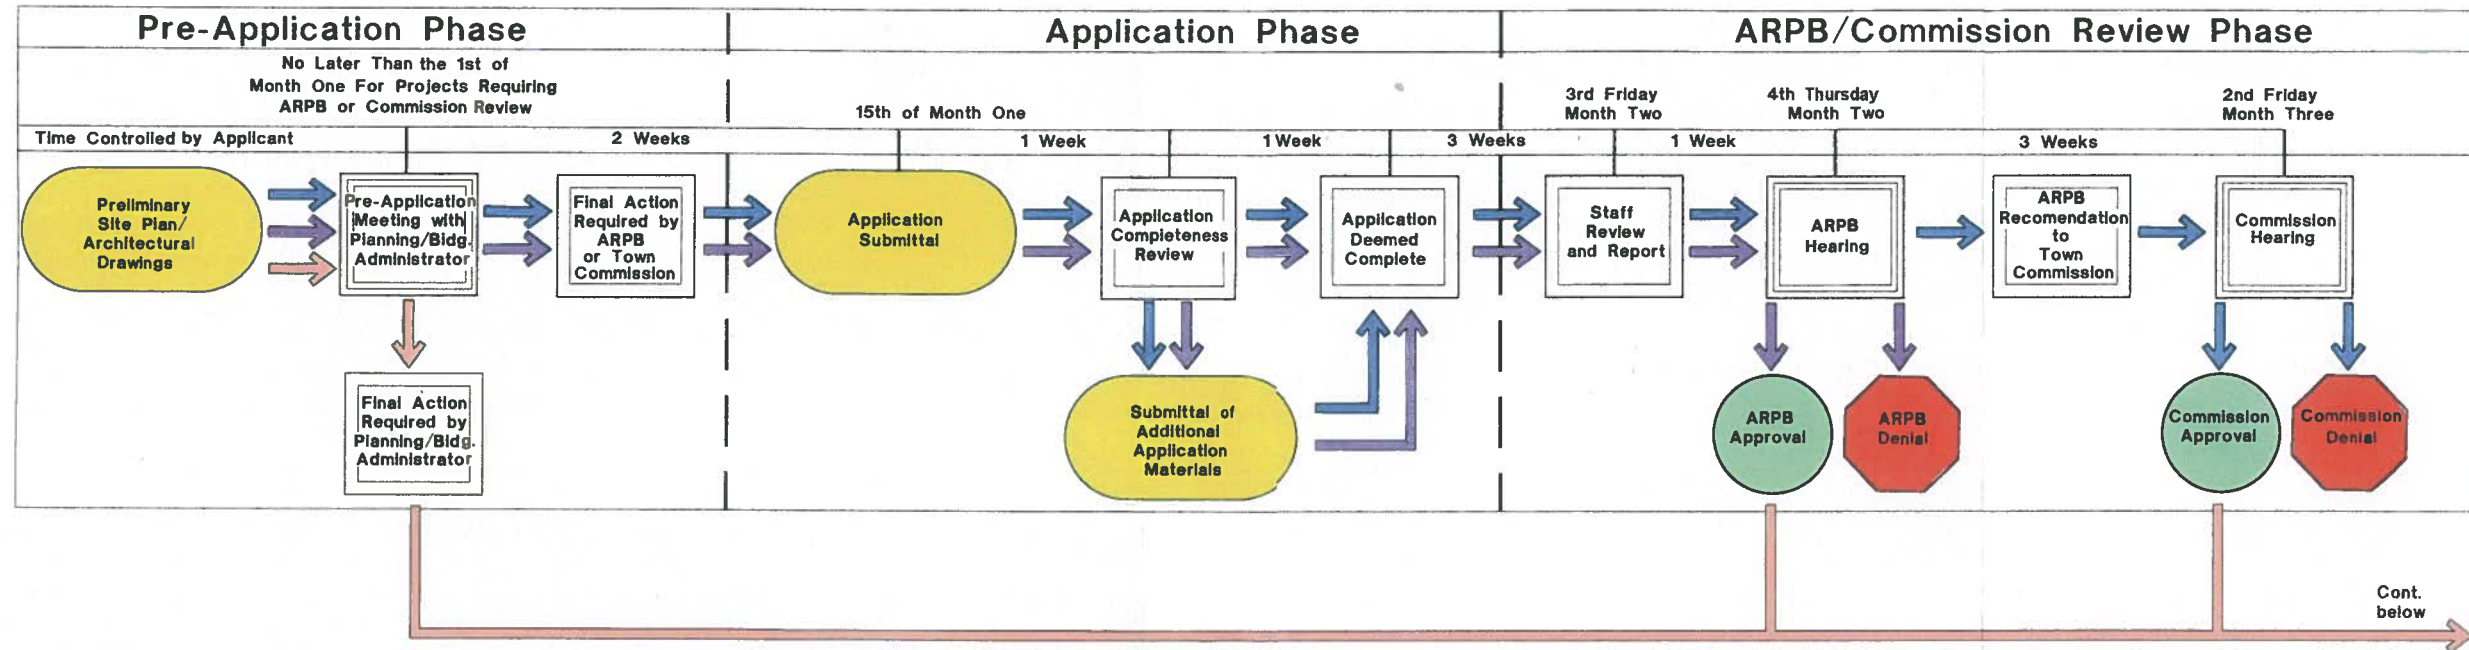 Pre-Application Phase
Application Phase
ARPB/Commission Review Phase
No Later Than the 1st of
Month One For Projects Requiring
ARPB or Commission Review
15th of Month One
3rd Friday
Month Two
4th Thursday
Month Two
2nd Friday
Month Three
Time Controlled by Applicant
2 Weeks
1 Week
1 Week
3 Weeks
1 Week
3 Weeks
Preliminary
Site Plan/
Architectural
Drawings
Pre-Application
Meeting with
Planning/Bldg.
Administrator
Final Action
Required by
ARPB
or Town
Commission
Application
Submittal
Application
Completeness
Review
Application
Deemed
Complete
Staff
Review
and Report
ARPB
Hearing
ARPB
Recomendation
to
Town
Commission
Commission
Hearing
Final Action
Required by
Planning/Bldg.
Administrator
Submittal of
Additional
Application
Materials
ARPB
Approval
ARPB
Denial
Commission
Approval
Commission
Denial
Cont.
below